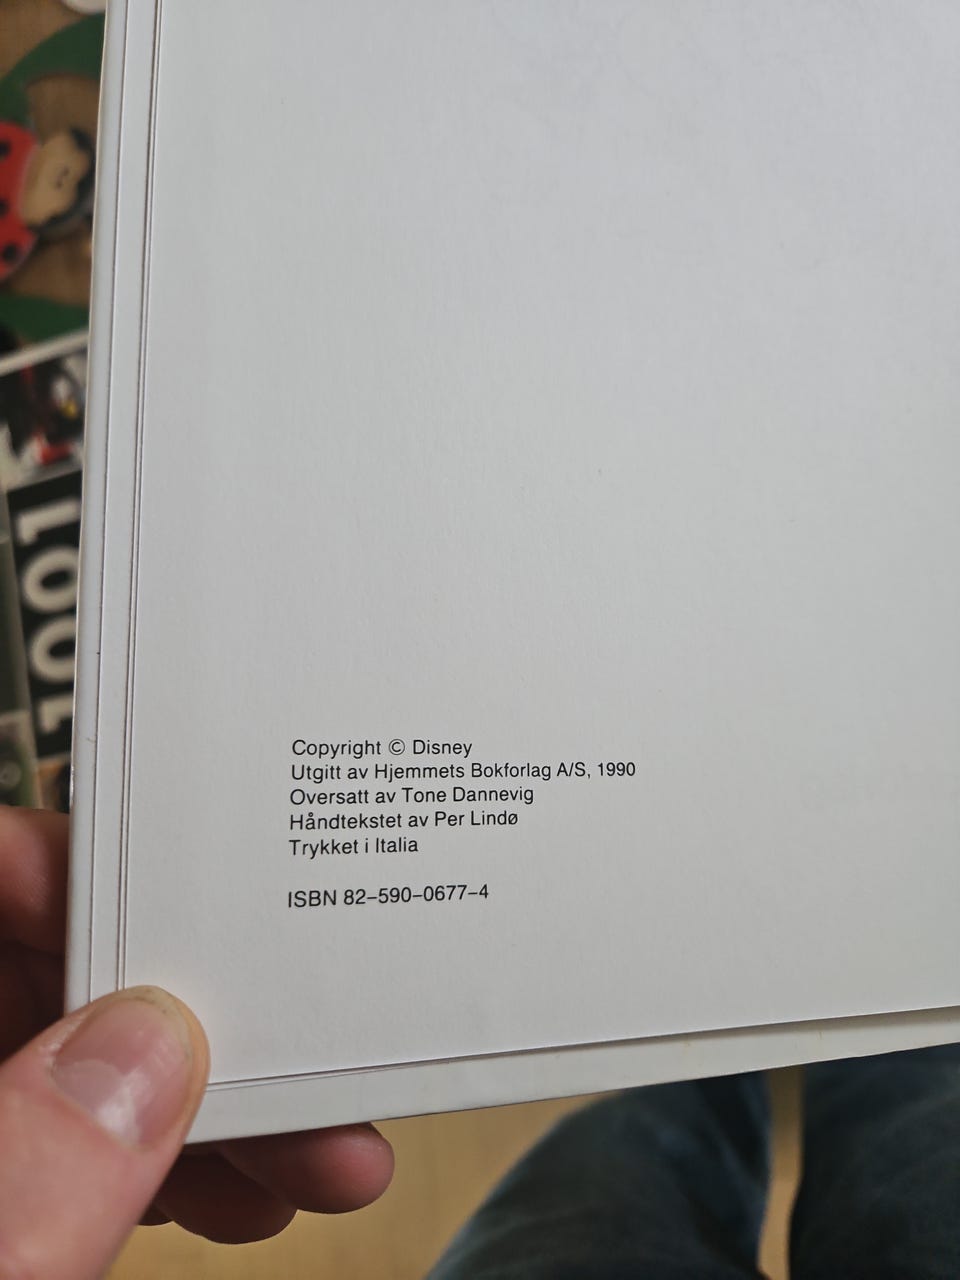 Copyright © Disney
Utgitt av Hjemmets Bokforlag A/S, 1990
Oversatt av Tone Dannevig
Håndtekstet av Per Lindø
Trykket i Italia
ISBN 82–590–0677–4
1001